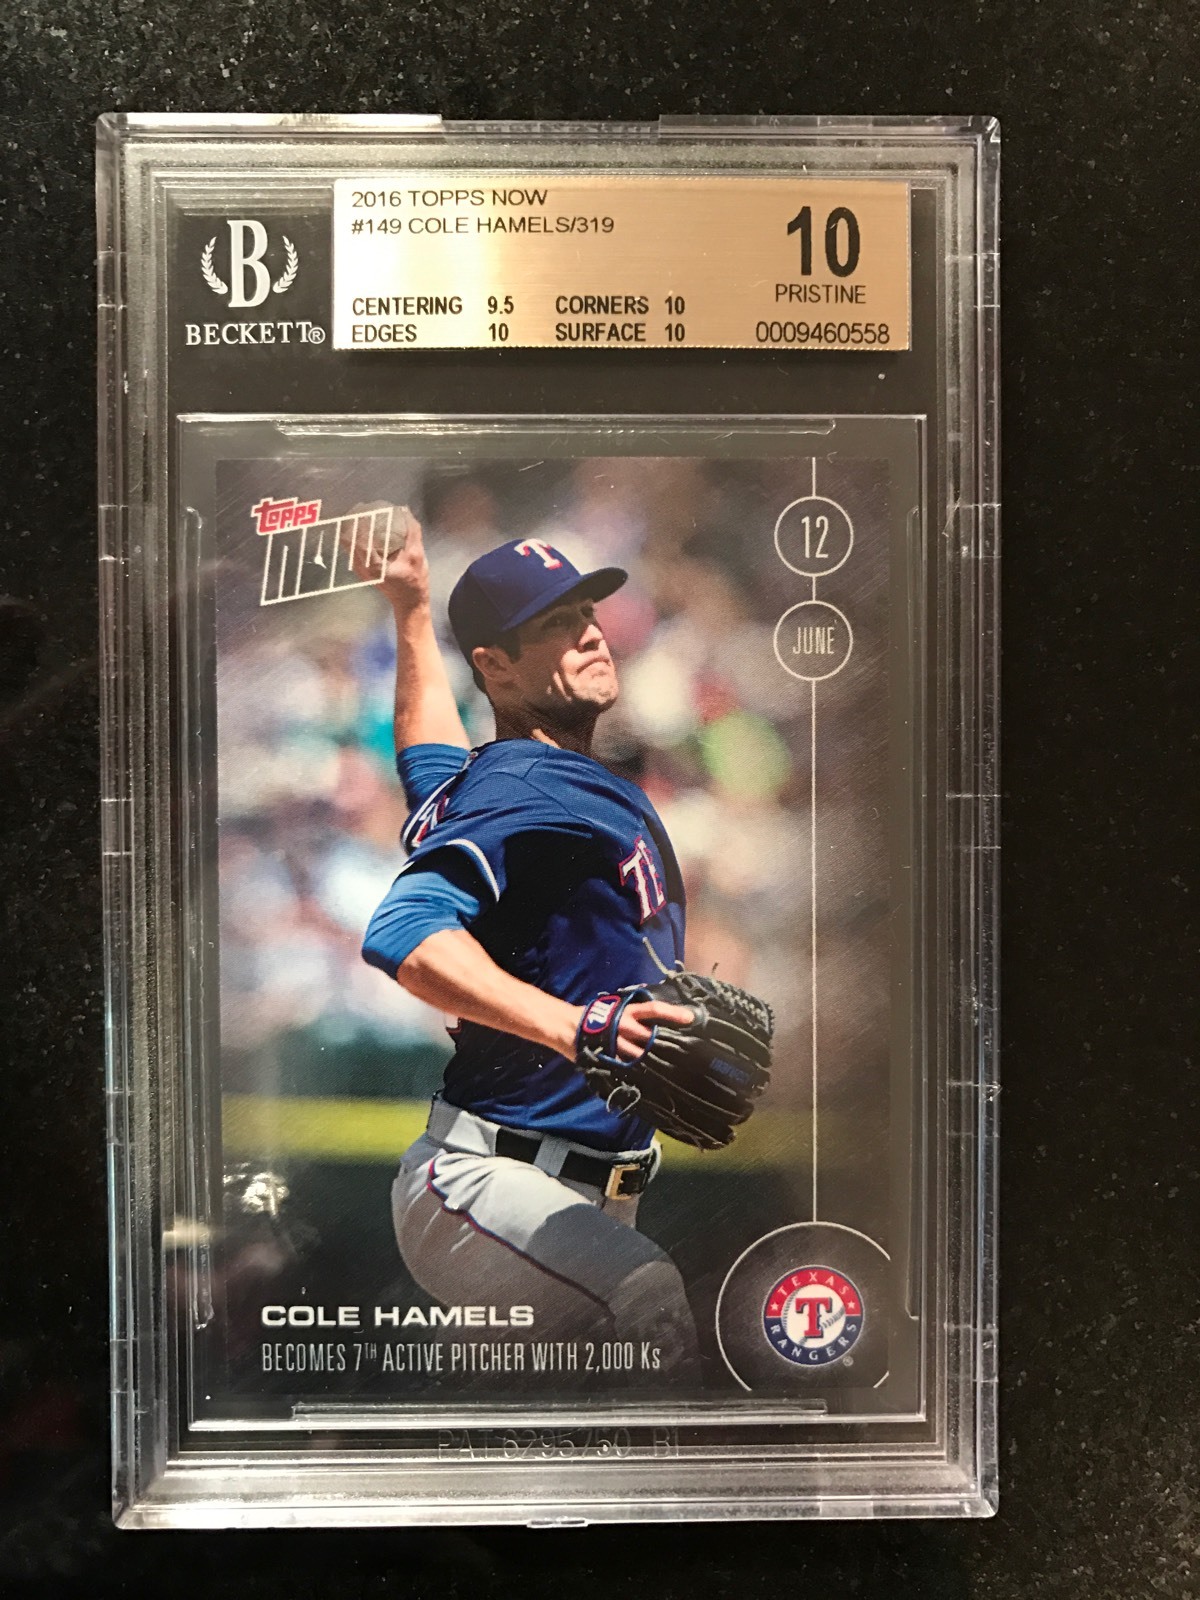 2016 TOPPS NOW
#149 COLE HAMELS/319
10
PRISTINE
CENTERING 9.5 CORNERS 10
EDGES 10 SURFACE 10
0009460558
B
BECKETT®
topps
NOW
12
JUNE
T
TE
TEXAS
T
RANGERS
®
COLE HAMELS
BECOMES 7TH ACTIVE PITCHER WITH 2,000 Ks